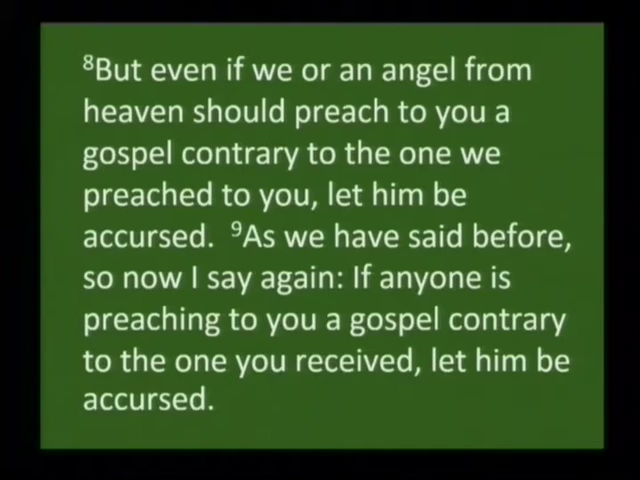 ⁸But even if we or an angel from
heaven should preach to you a
gospel contrary to the one we
preached to you, let him be
accursed. ⁹As we have said before,
so now I say again: If anyone is
preaching to you a gospel contrary
to the one you received, let him be
accursed.